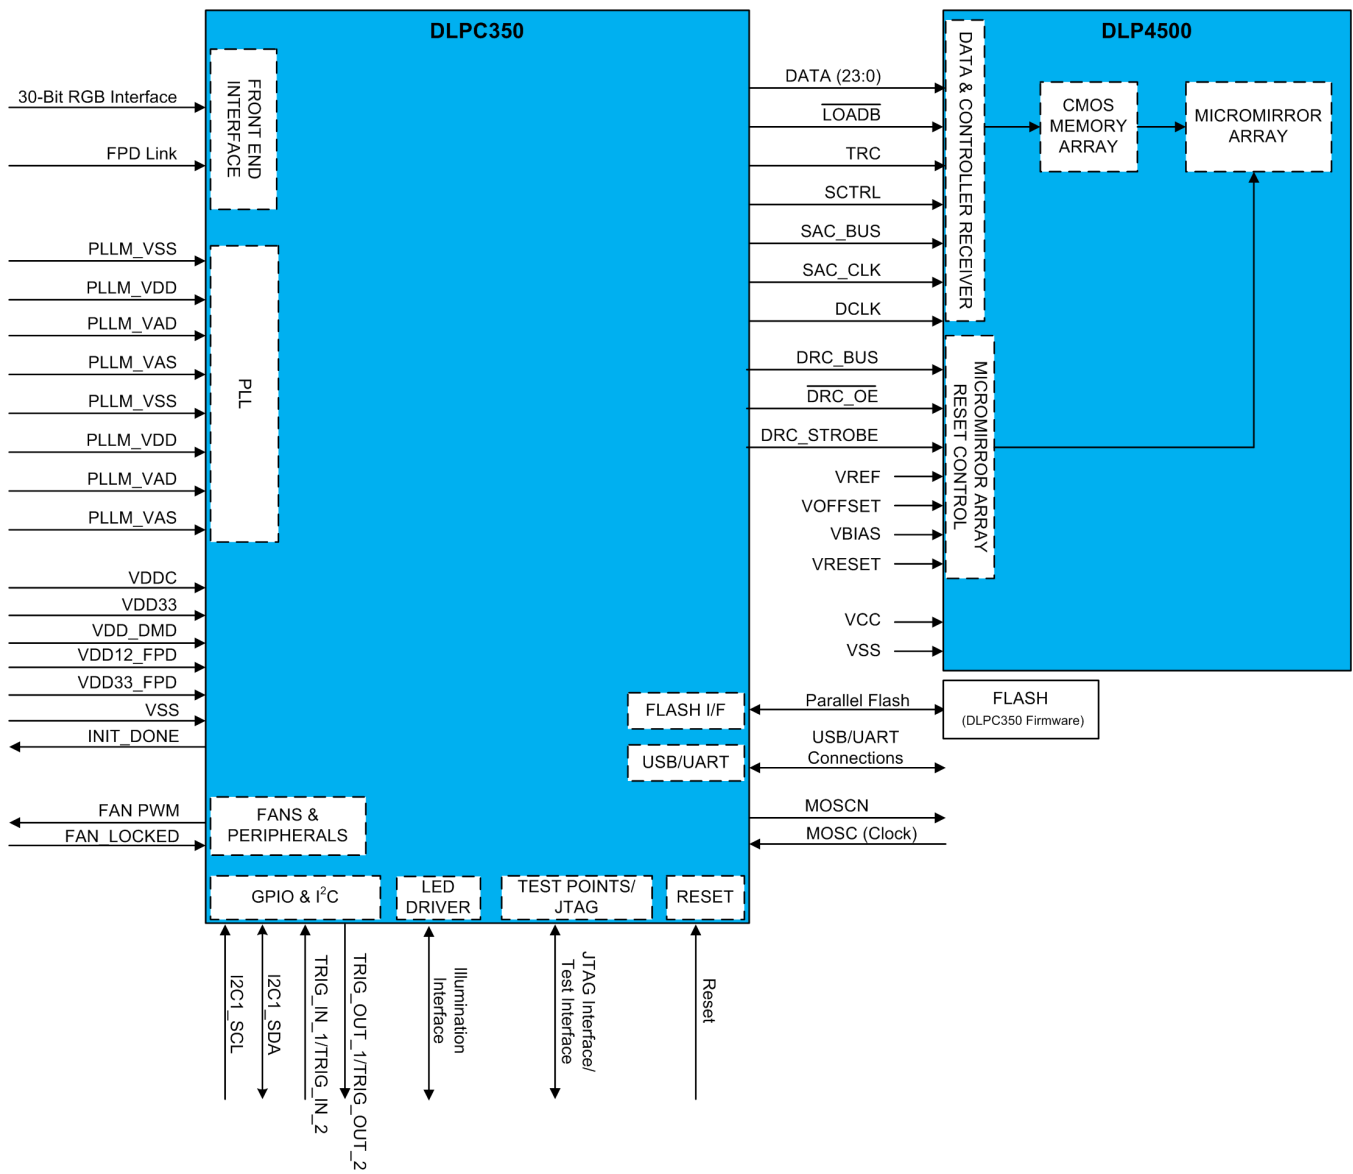 DLPC350
DLP4500
FRONT END
INTERFACE
30-Bit RGB Interface
FPD Link
PLL
PLLM_VSS
PLLM_VDD
PLLM_VAD
PLLM_VAS
PLLM_VSS
PLLM_VDD
PLLM_VAD
PLLM_VAS
VDDC
VDD33
VDD_DMD
VDD12_FPD
VDD33_FPD
VSS
INIT_DONE
FAN PWM
FAN_LOCKED
FANS &
PERIPHERALS
GPIO & I²C
LED
DRIVER
TEST POINTS/
JTAG
RESET
FLASH I/F
USB/UART
I2C1_SCL
I2C1_SDA
TRIG_IN_1/TRIG_IN_2
TRIG_OUT_1/TRIG_OUT_2
Illumination
Interface
JTAG Interface/
Test Interface
Reset
DATA (23:0)
LOADB
TRC
SCTRL
SAC_BUS
SAC_CLK
DCLK
DRC_BUS
DRC_OE
DRC_STROBE
VREF
VOFFSET
VBIAS
VRESET
VCC
VSS
Parallel Flash
USB/UART
Connections
MOSCN
MOSC (Clock)
DATA & CONTROLLER RECEIVER
CMOS
MEMORY
ARRAY
MICROMIRROR
ARRAY
MICROMIRROR ARRAY
RESET CONTROL
FLASH
(DLPC350 Firmware)